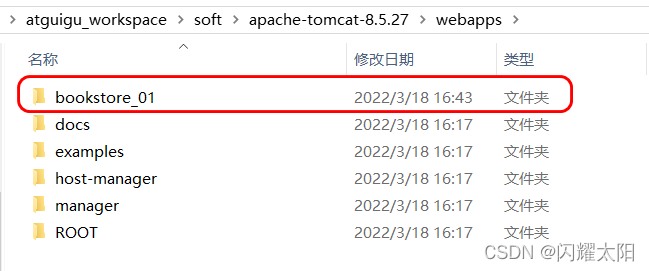 atguigu_workspace > soft > apache-tomcat-8.5.27 > webapps >
名称 修改日期 类型
bookstore_01 2022/3/18 16:43 文件夹
docs 2022/3/18 16:17 文件夹
examples 2022/3/18 16:17 文件夹
host-manager 2022/3/18 16:17 文件夹
manager 2022/3/18 16:17 文件夹
ROOT 2022/3/18 16:17 文件夹
CSDN @闪耀太阳